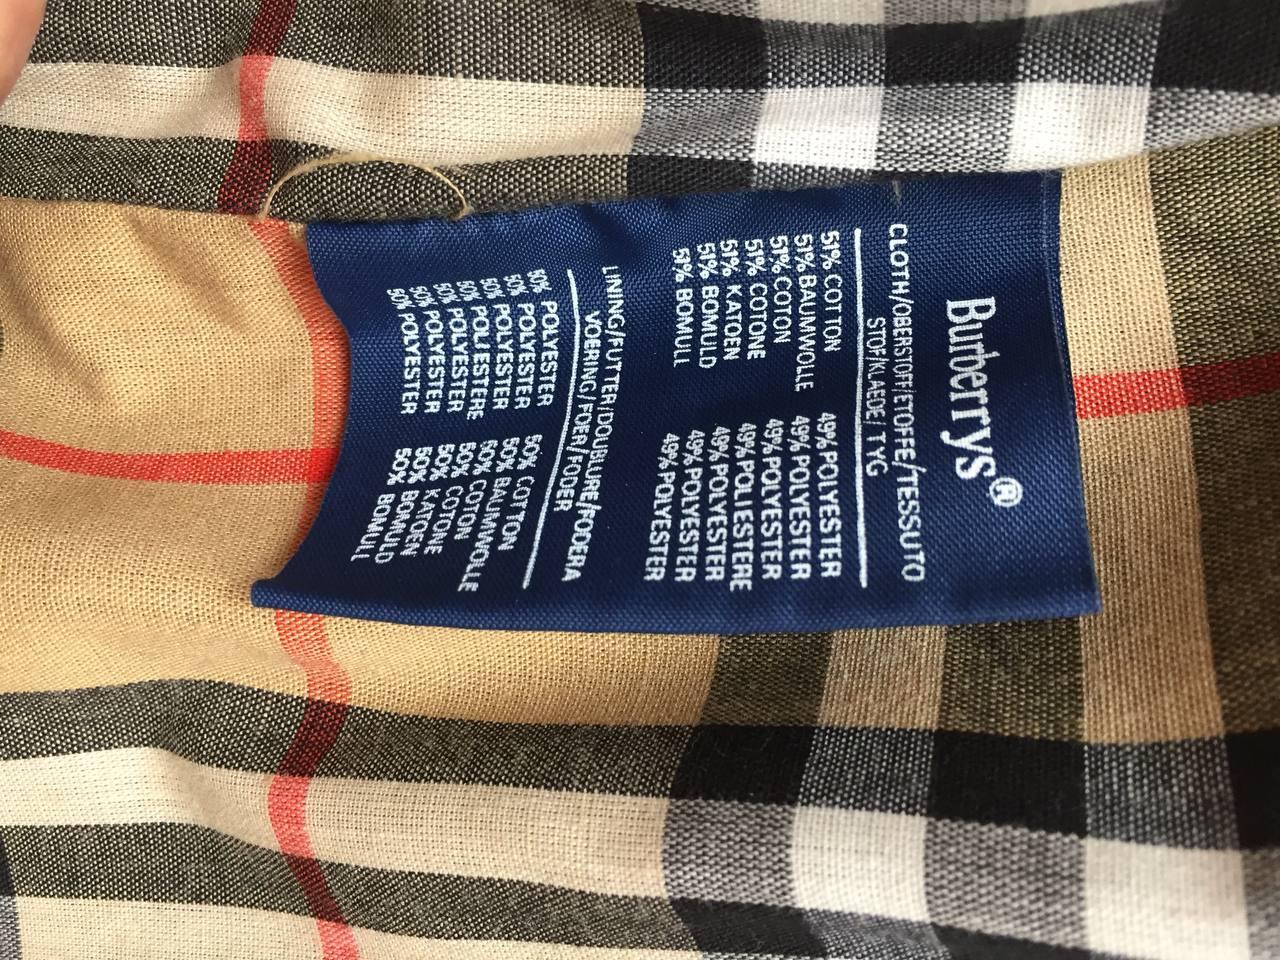 Burberrys®
CLOTH/OBERSTOFF/ETOFFE/TESSUTO
STOF/KLAEDE/TYG
51% COTTON 49% POLYESTER
51% BAUMWOLLE 49% POLYESTER
51% COTON 49% POLYESTER
51% COTONE 49% POLIESTERE
51% KATOEN 49% POLYESTER
51% BOMULD 49% POLYESTER
51% BOMULL 49% POLYESTER
LINING/FUTTER/DOUBLURE/FODERA
VOERING/FOER/FODER
50% POLYESTER 50% COTTON
50% POLYESTER 50% BAUMWOLLE
50% POLYESTER 50% COTON
50% POLIESTERE 50% COTONE
50% POLYESTER 50% KATOEN
50% POLYESTER 50% BOMULD
50% POLYESTER 50% BOMULL